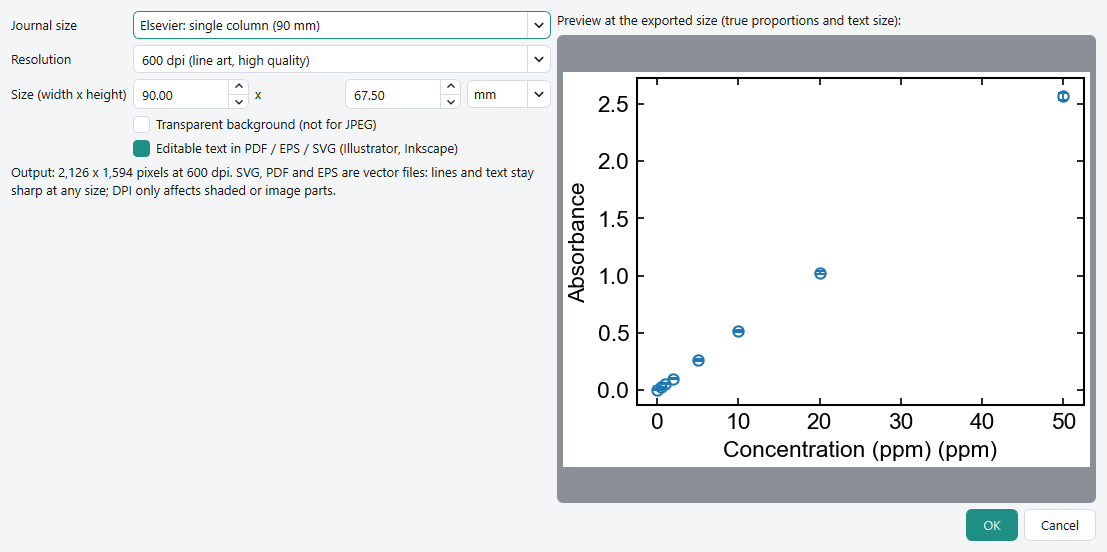 Journal size
Elsevier: single column (90 mm)
Resolution
600 dpi (line art, high quality)
Size (width x height)
90.00
x
67.50
mm
Transparent background (not for JPEG)
Editable text in PDF / EPS / SVG (Illustrator, Inkscape)
Output: 2,126 x 1,594 pixels at 600 dpi. SVG, PDF and EPS are vector files: lines and text stay
sharp at any size; DPI only affects shaded or image parts.
Preview at the exported size (true proportions and text size):
Absorbance
2.5
2.0
1.5
1.0
0.5
0.0
0 10 20 30 40 50
Concentration (ppm) (ppm)
OK
Cancel